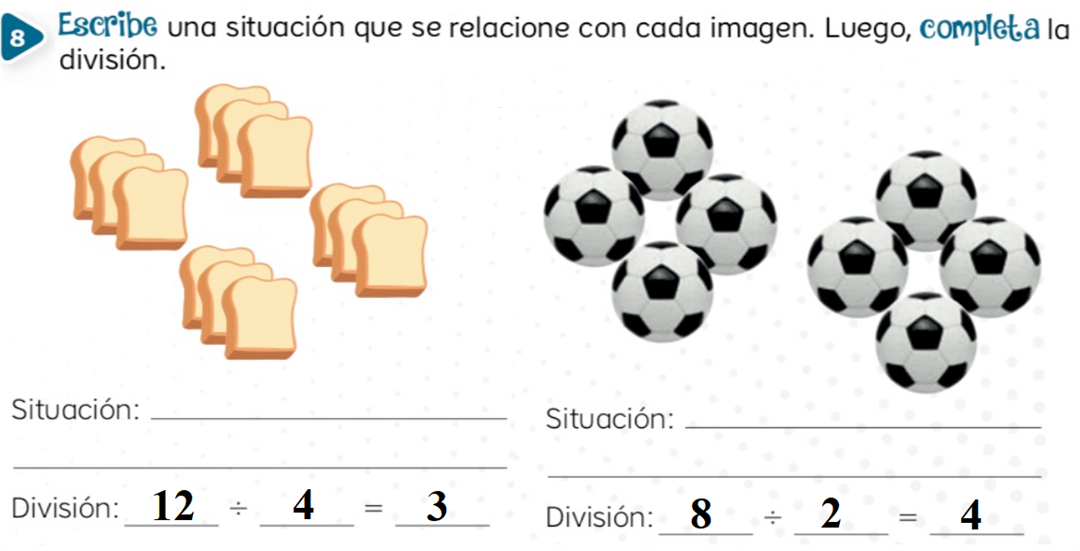 8 Escribe una situación que se relacione con cada imagen. Luego, completa la
división.
Situación: ____________________
____________________
División: 12 ÷ 4 = 3
Situación: ____________________
____________________
División: 8 ÷ 2 = 4